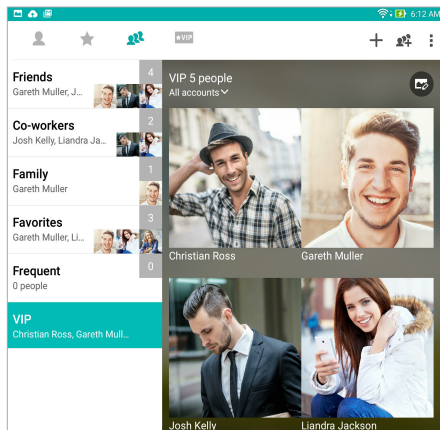 6:12 AM
★VIP
Friends
4
Gareth Muller, J...
Co-workers
2
Josh Kelly, Liandra Ja...
Family
1
Gareth Muller
Favorites
3
Gareth Muller, Li...
Frequent
0
0 people
VIP
Christian Ross, Gareth Mull...
VIP 5 people
All accounts
Christian Ross
Gareth Muller
Josh Kelly
Liandra Jackson